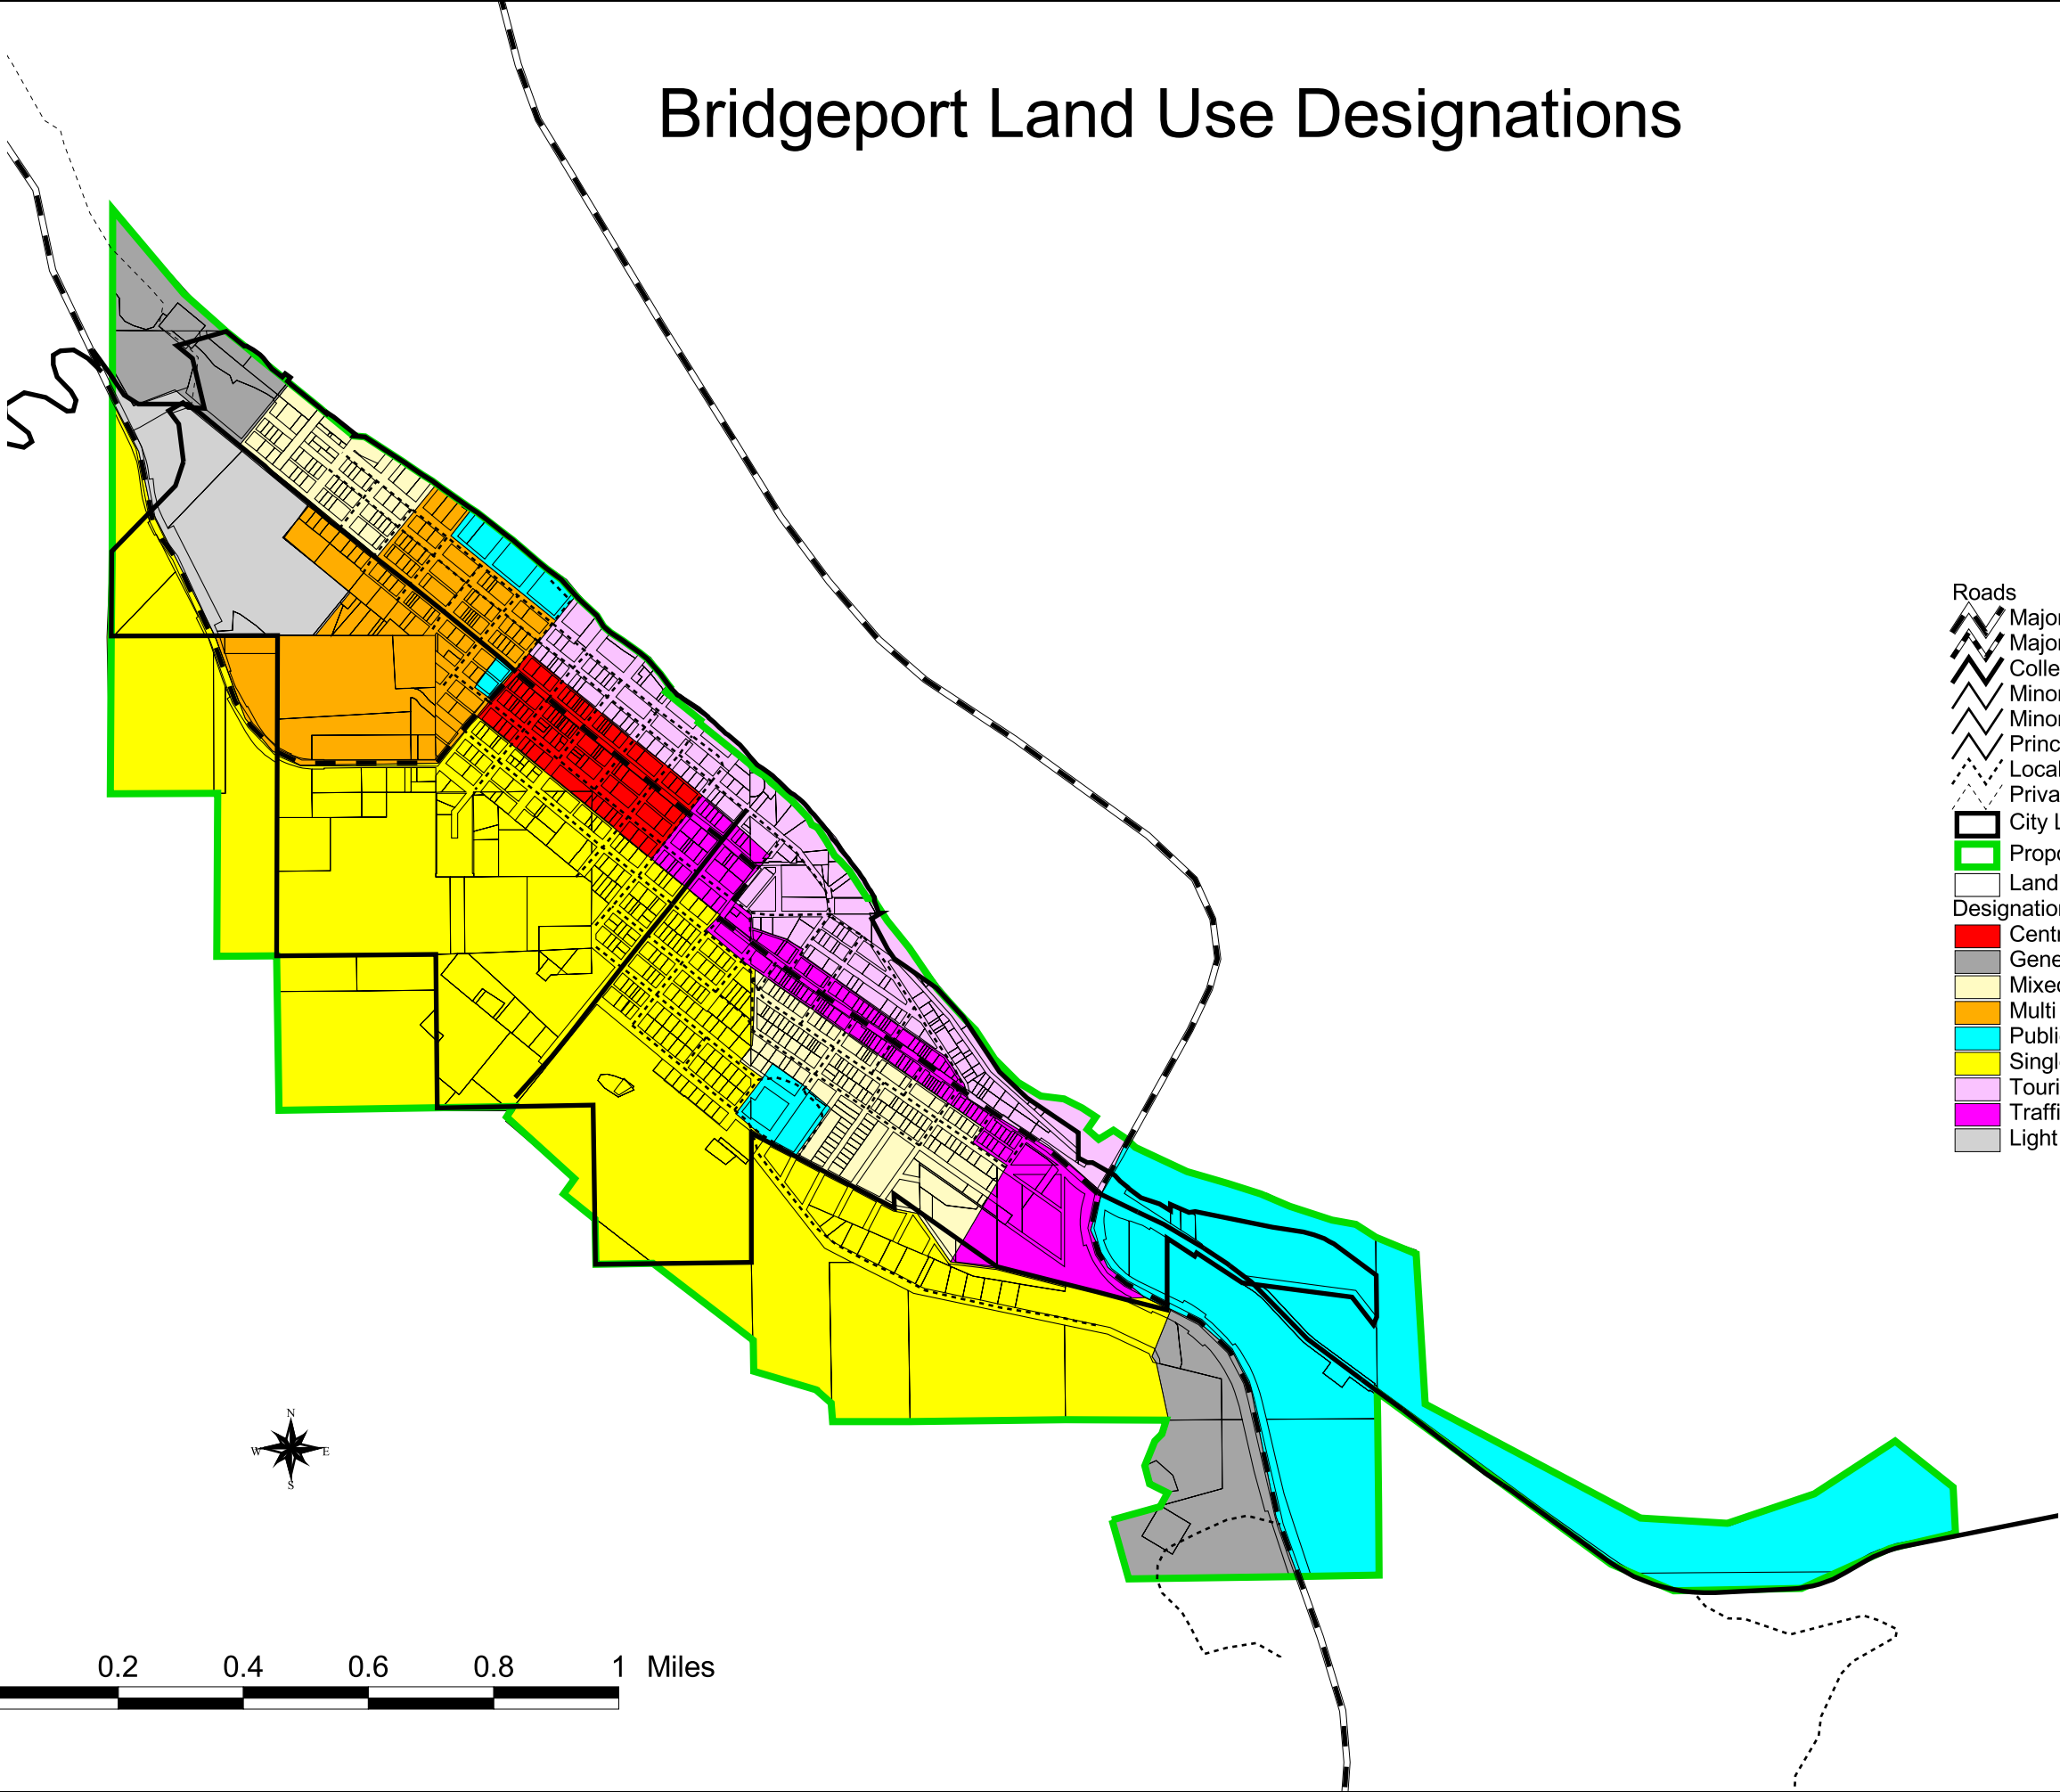 Bridgeport Land Use Designations
Roads
Major
Major
Colle
Minor
Minor
Princ
Local
Priva
City L
Propo
Land
Designation
Centr
Gene
Mixed
Multi
Publi
Singl
Touri
Traffi
Light
N
W E
S
0.2 0.4 0.6 0.8 1 Miles